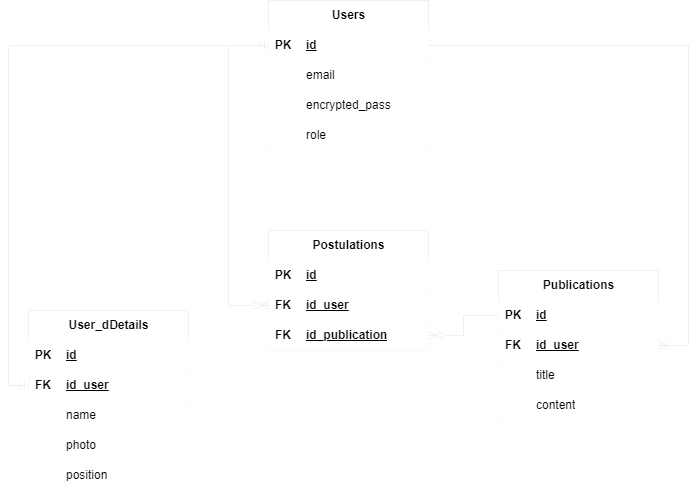 Users
PK id
email
encrypted_pass
role
Postulations
PK id
FK id_user
FK id_publication
Publications
PK id
FK id_user
title
content
User_dDetails
PK id
FK id_user
name
photo
position